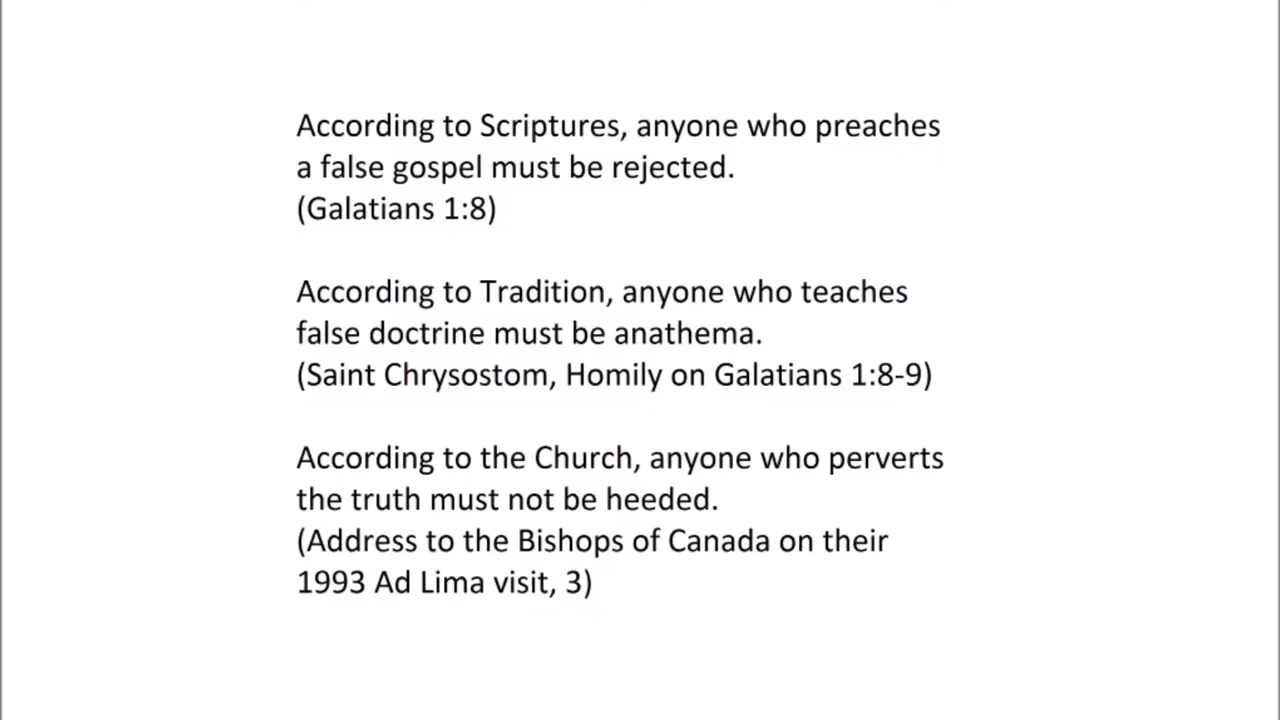 According to Scriptures, anyone who preaches
a false gospel must be rejected.
(Galatians 1:8)
According to Tradition, anyone who teaches
false doctrine must be anathema.
(Saint Chrysostom, Homily on Galatians 1:8-9)
According to the Church, anyone who perverts
the truth must not be heeded.
(Address to the Bishops of Canada on their
1993 Ad Lima visit, 3)